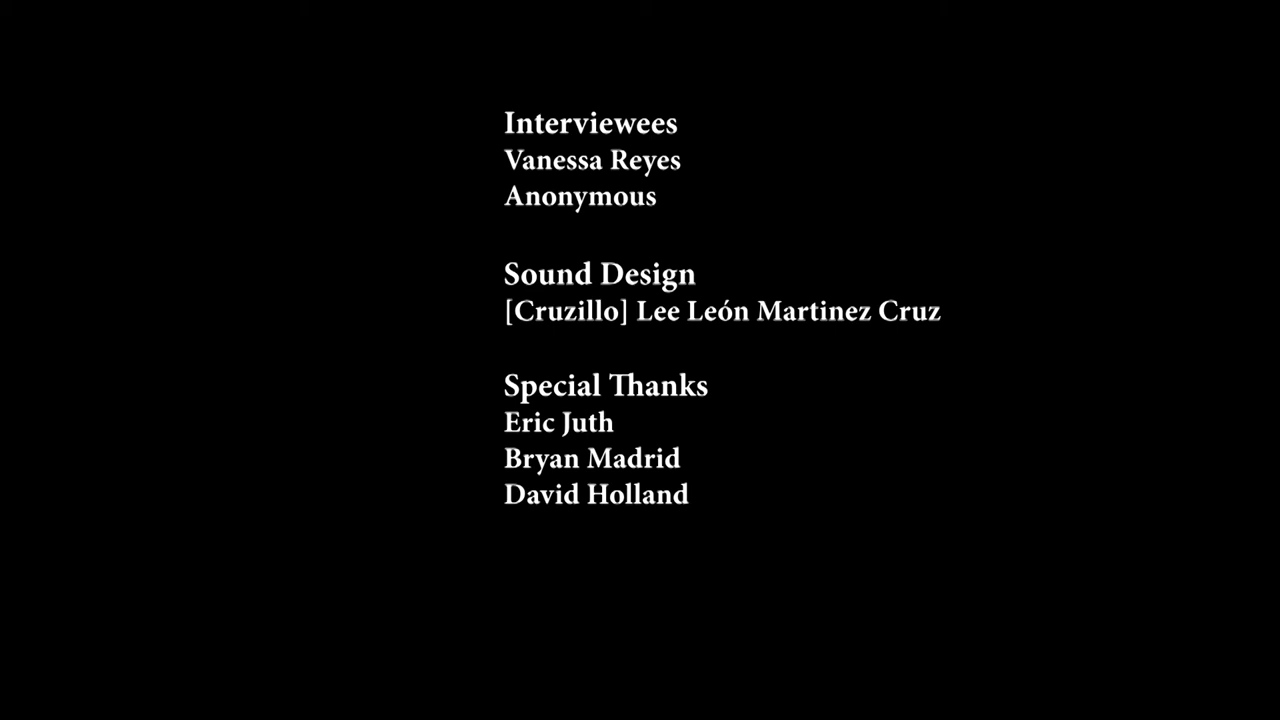 Interviewees
Vanessa Reyes
Anonymous
Sound Design
[Cruzillo] Lee León Martinez Cruz
Special Thanks
Eric Juth
Bryan Madrid
David Holland